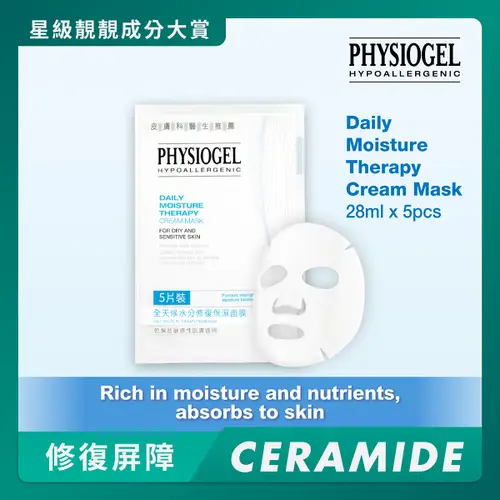 星級靚靚成分大賞
PHYSIOGEL
HYPOALLERGENIC
Daily
Moisture
Therapy
Cream Mask
28ml x 5pcs
皮膚科醫生推薦
PHYSIOGEL
HYPOALLERGENIC
DAILY
MOISTURE
THERAPY
CREAM MASK
FOR DRY AND
SENSITIVE SKIN
5片裝
全天候水分修復保濕面膜
Rich in moisture and nutrients,
absorbs to skin
修復屏障
CERAMIDE